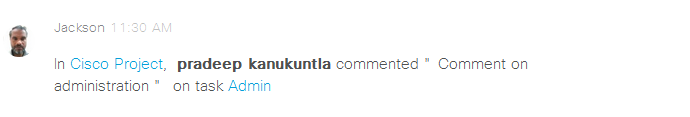 Jackson 11:30 AM
In Cisco Project, pradeep kanukuntla commented " Comment on
administration " on task Admin